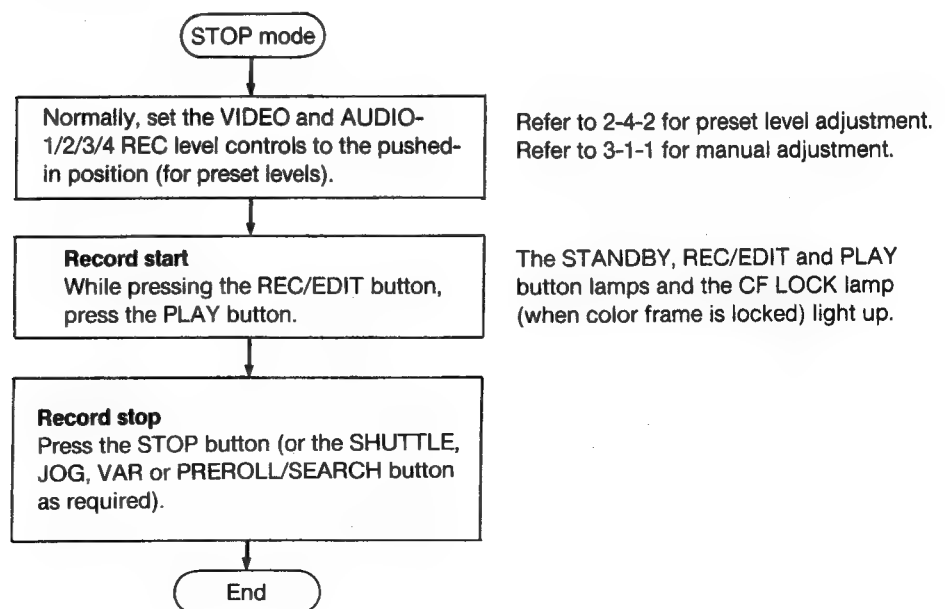 STOP mode
Normally, set the VIDEO and AUDIO-
1/2/3/4 REC level controls to the pushed-
in position (for preset levels).
Refer to 2-4-2 for preset level adjustment.
Refer to 3-1-1 for manual adjustment.
Record start
While pressing the REC/EDIT button,
press the PLAY button.
The STANDBY, REC/EDIT and PLAY
button lamps and the CF LOCK lamp
(when color frame is locked) light up.
Record stop
Press the STOP button (or the SHUTTLE,
JOG, VAR or PREROLL/SEARCH button
as required).
End